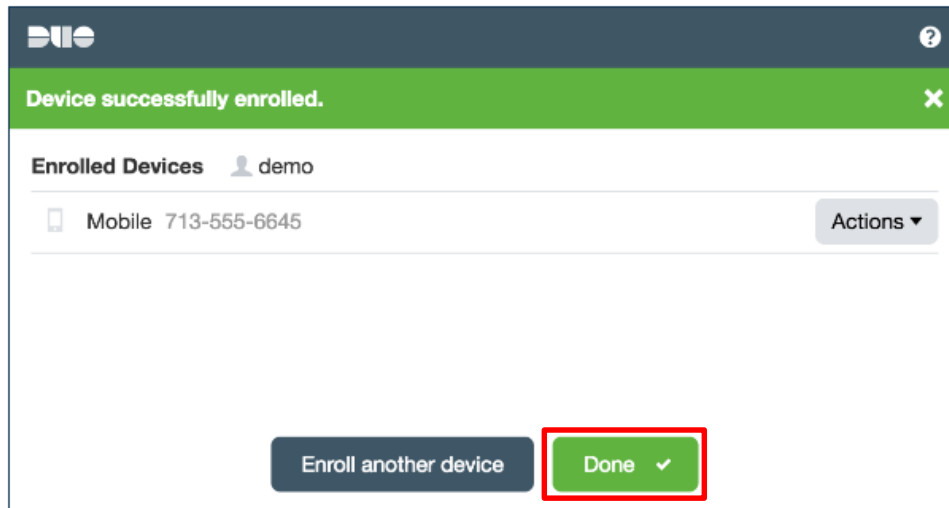 DUO
?
Device successfully enrolled.
Enrolled Devices demo
Mobile 713-555-6645 Actions
Enroll another device Done